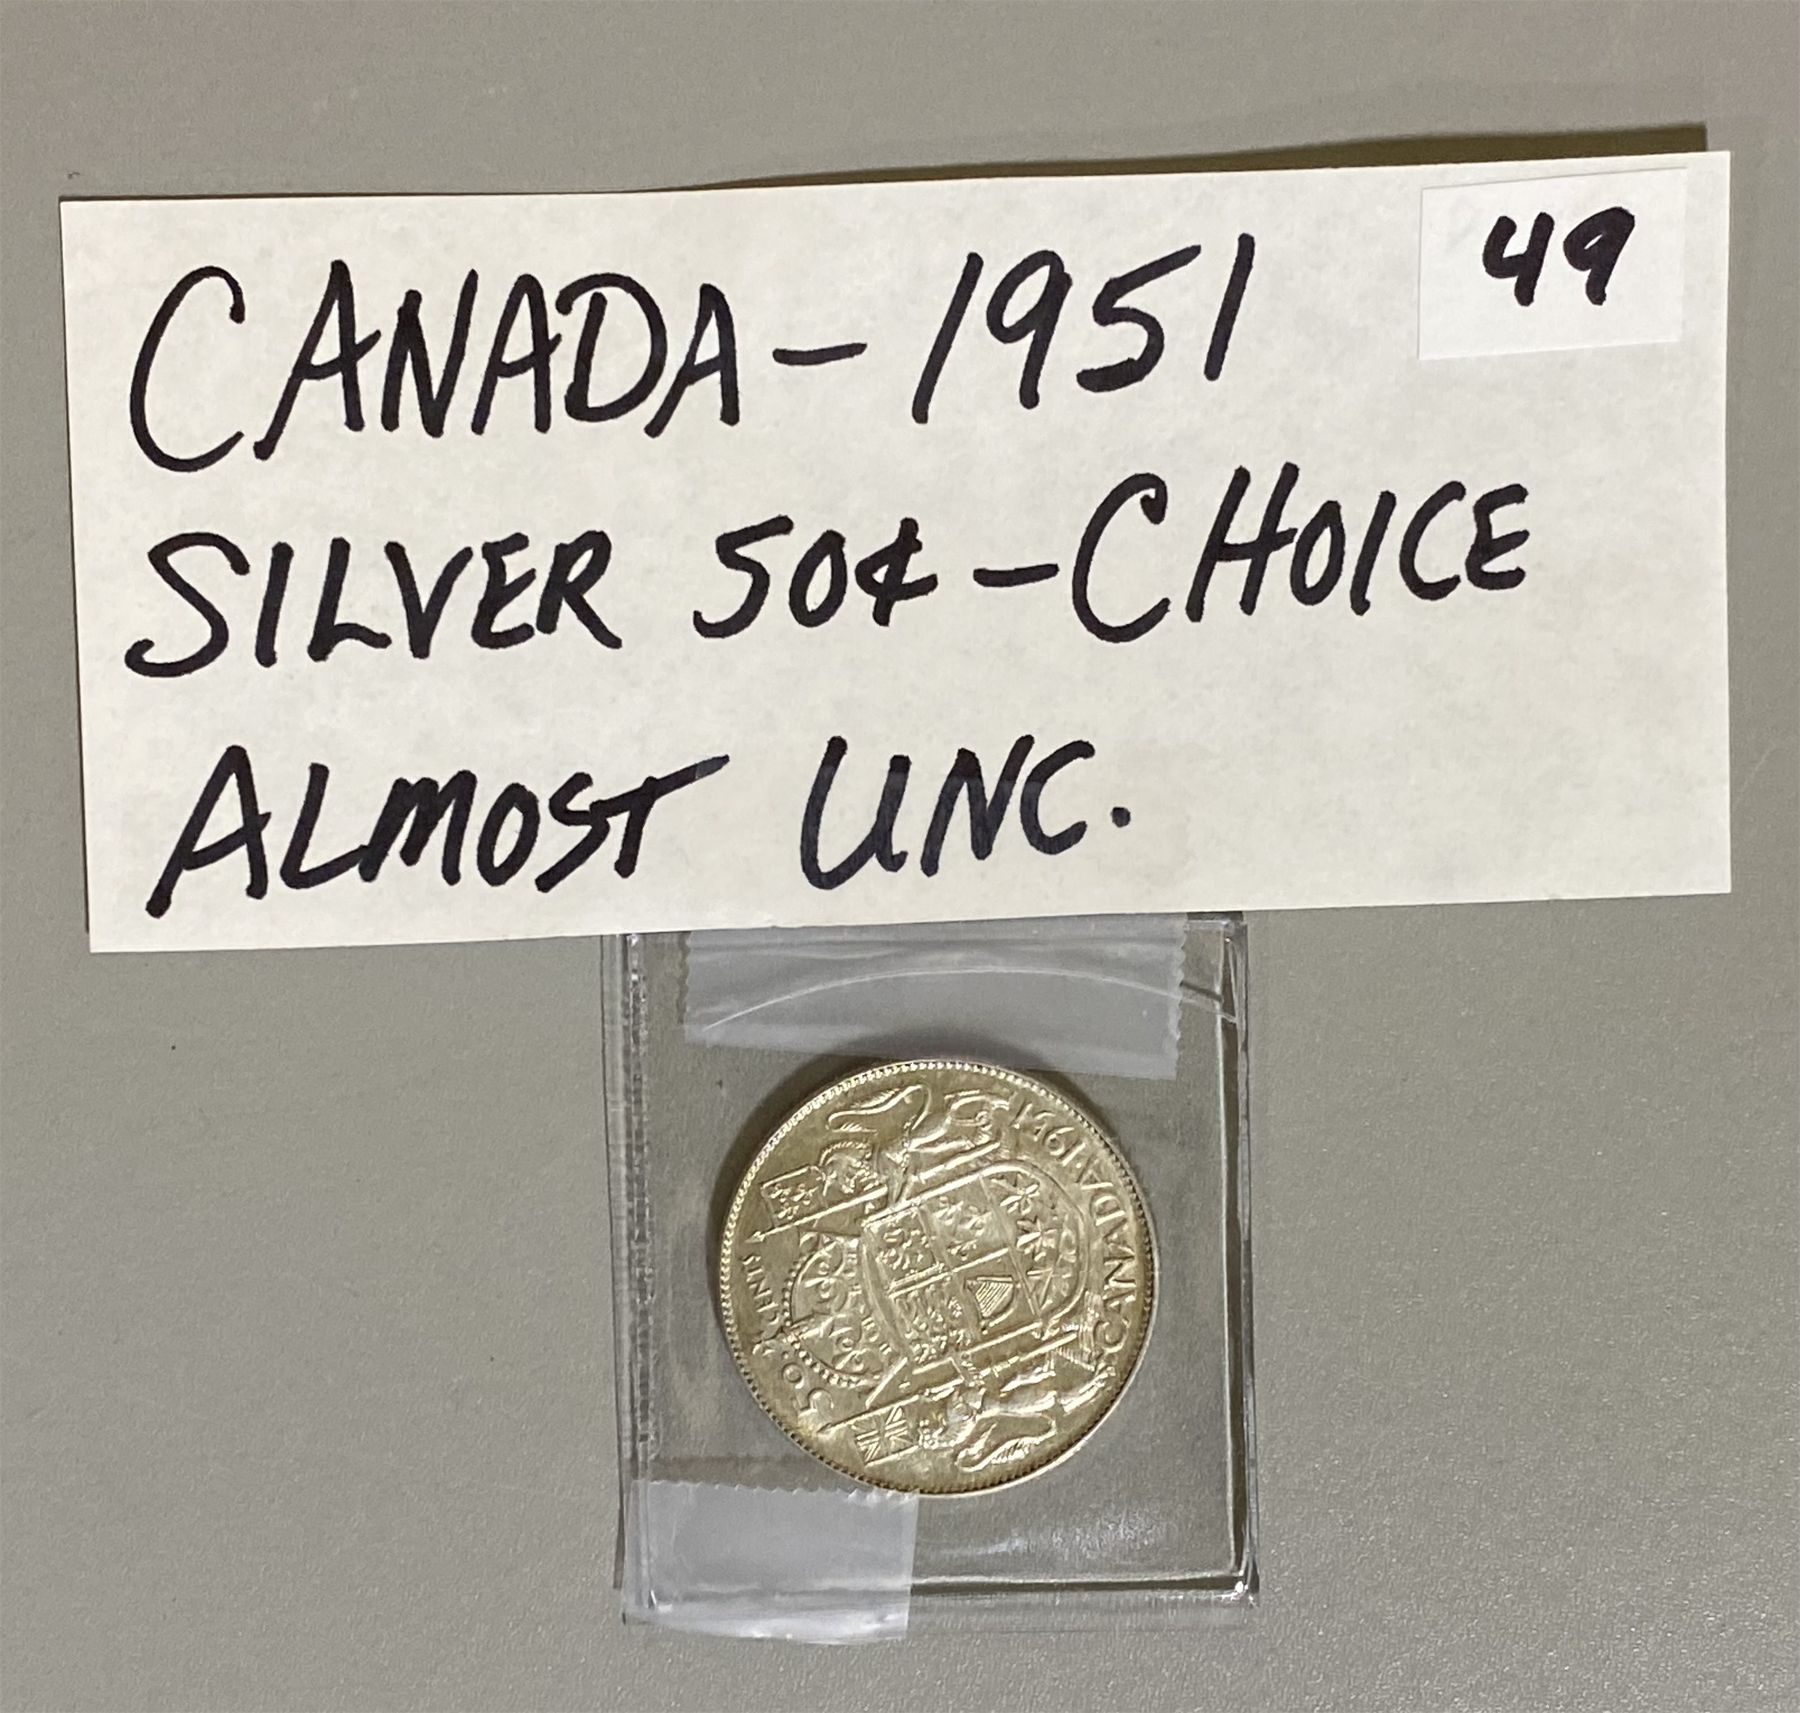 CANADA - 1951
49
SILVER 50¢ - CHOICE
ALMOST UNC.
50 CENTS
CANADA·1951